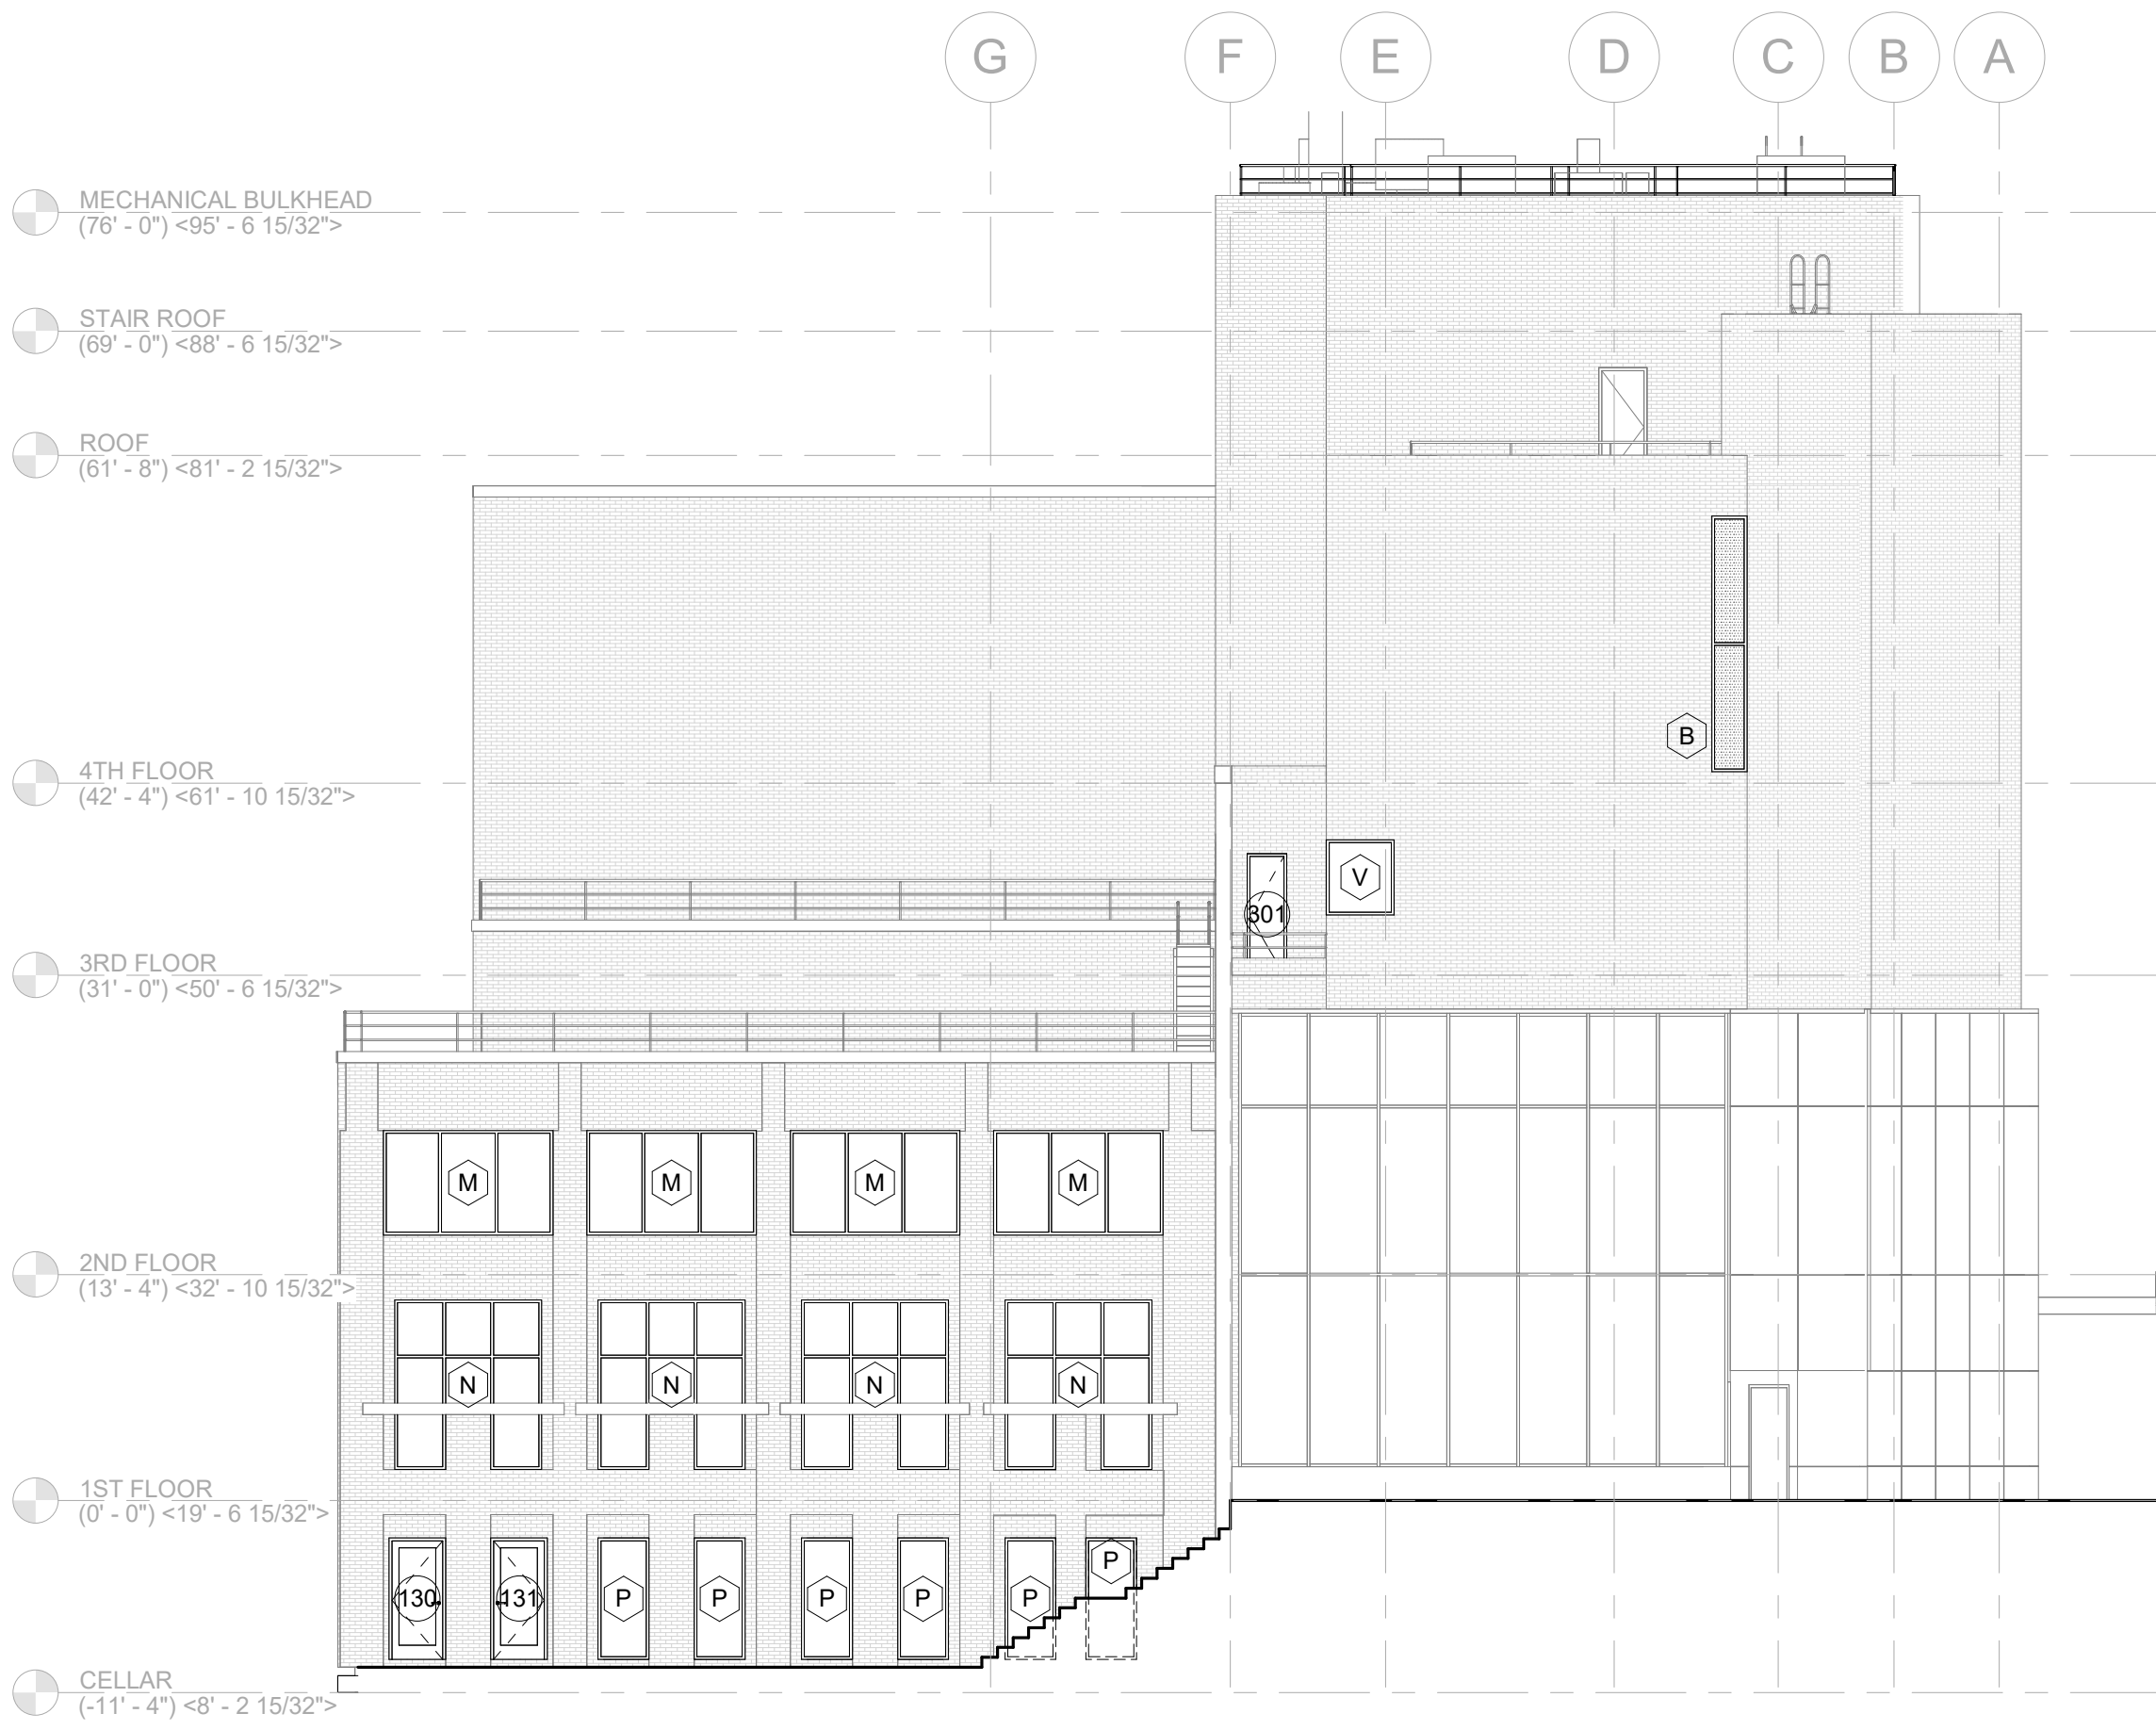 G F E D C B A
MECHANICAL BULKHEAD
(76' - 0") <95' - 6 15/32">
STAIR ROOF
(69' - 0") <88' - 6 15/32">
ROOF
(61' - 8") <81' - 2 15/32">
B
4TH FLOOR
(42' - 4") <61' - 10 15/32">
V
301
3RD FLOOR
(31' - 0") <50' - 6 15/32">
M M M M
2ND FLOOR
(13' - 4") <32' - 10 15/32">
N N N N
1ST FLOOR
(0' - 0") <19' - 6 15/32">
P
130 131 P P P P P
CELLAR
(-11' - 4") <8' - 2 15/32">